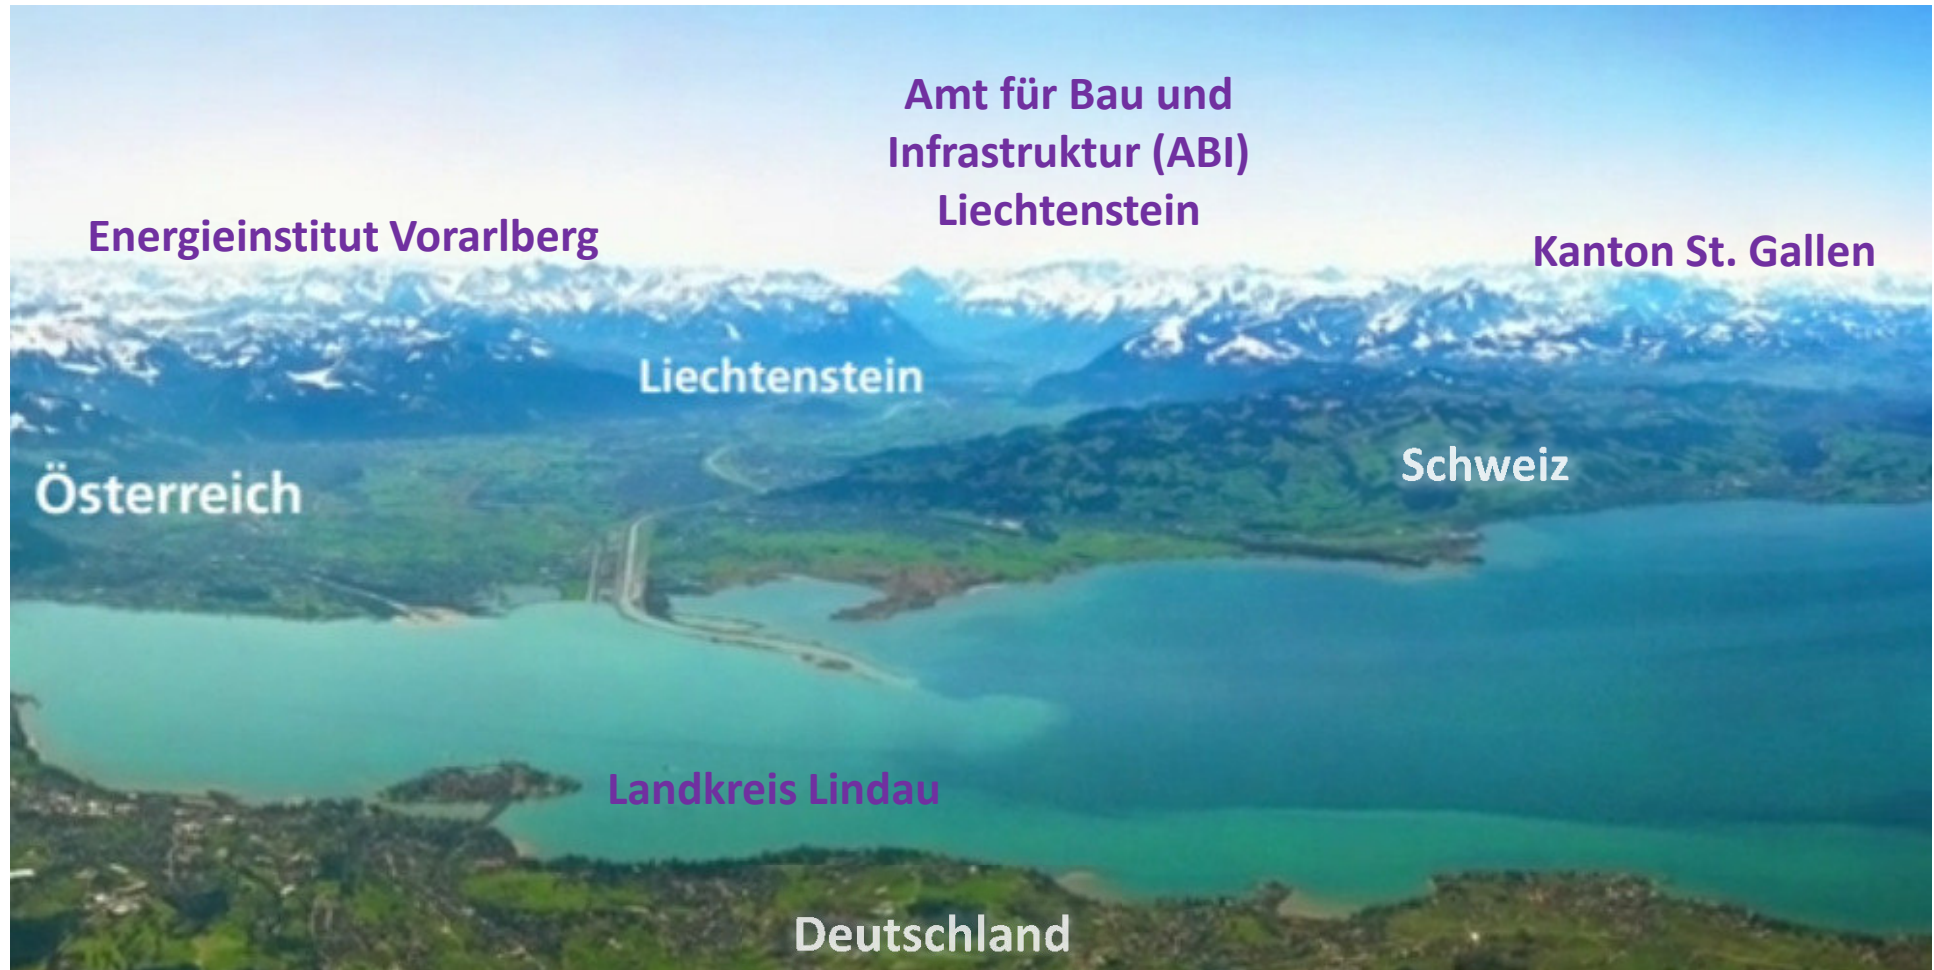 Amt für Bau und
Infrastruktur (ABI)
Liechtenstein
Energieinstitut Vorarlberg
Kanton St. Gallen
Liechtenstein
Schweiz
Österreich
Landkreis Lindau
Deutschland